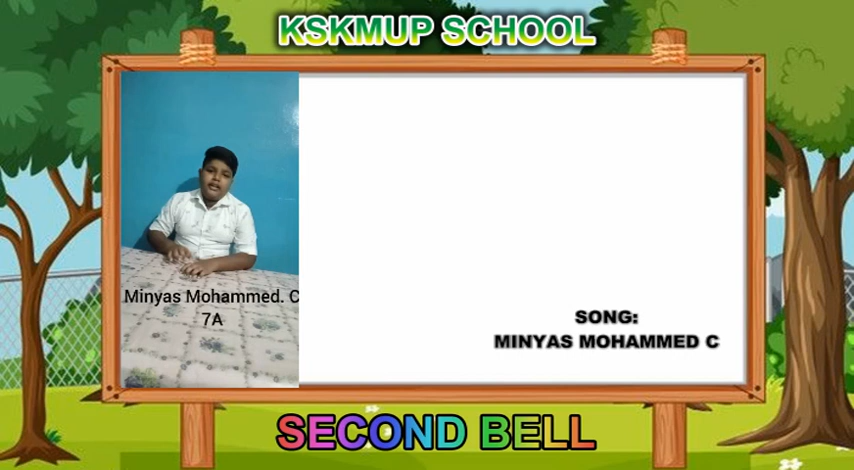 KSKMUP SCHOOL
Minyas Mohammed. C
7A
SONG:
MINYAS MOHAMMED C
SECOND BELL